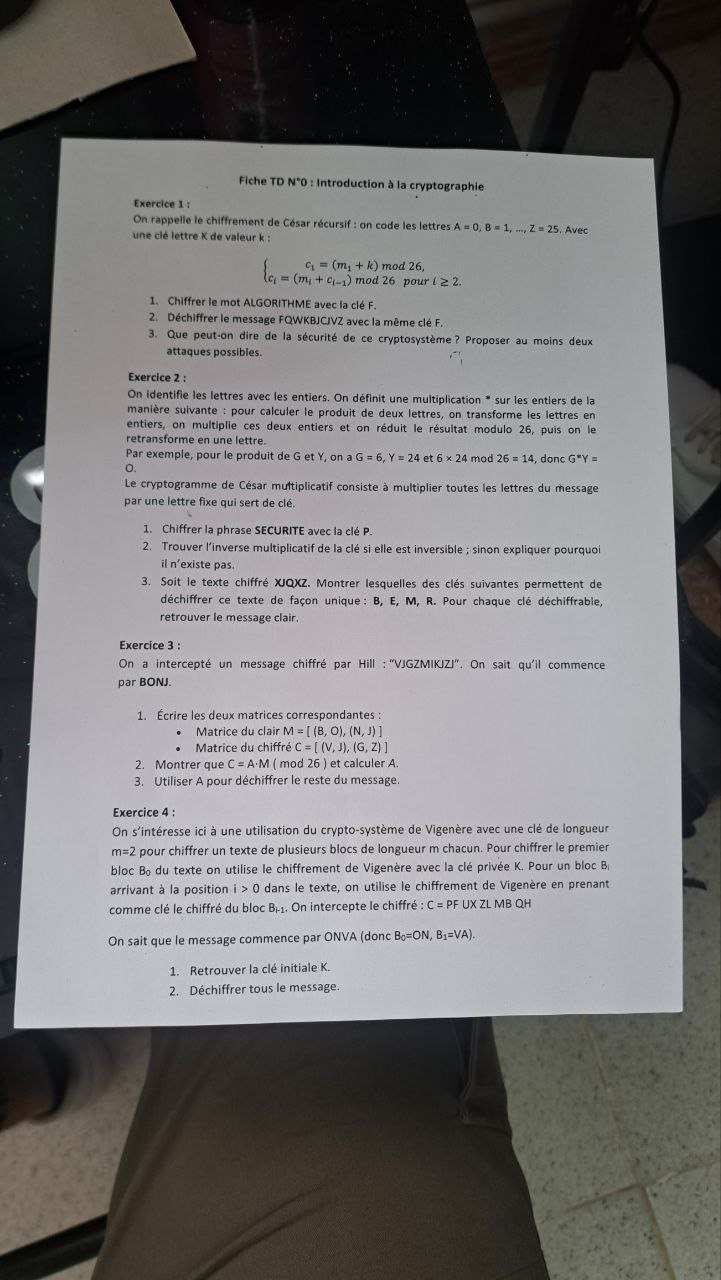 Fiche TD N°0 : Introduction à la cryptographie
Exercice 1 :
On rappelle le chiffrement de César récursif : on code les lettres A = 0, B = 1, ..., Z = 25. Avec
une clé lettre K de valeur k :
c₁ = (m₁ + k) mod 26,
cᵢ = (mᵢ + cᵢ₋₁) mod 26 pour i ≥ 2.
1. Chiffrer le mot ALGORITHME avec la clé F.
2. Déchiffrer le message FQWKBJCJVZ avec la même clé F.
3. Que peut-on dire de la sécurité de ce cryptosystème ? Proposer au moins deux
attaques possibles.
Exercice 2 :
On identifie les lettres avec les entiers. On définit une multiplication * sur les entiers de la
manière suivante : pour calculer le produit de deux lettres, on transforme les lettres en
entiers, on multiplie ces deux entiers et on réduit le résultat modulo 26, puis on le
retransforme en une lettre.
Par exemple, pour le produit de G et Y, on a G = 6, Y = 24 et 6 × 24 mod 26 = 14, donc G*Y =
O.
Le cryptogramme de César multiplicatif consiste à multiplier toutes les lettres du message
par une lettre fixe qui sert de clé.
1. Chiffrer la phrase SECURITE avec la clé P.
2. Trouver l'inverse multiplicatif de la clé si elle est inversible ; sinon expliquer pourquoi
il n'existe pas.
3. Soit le texte chiffré XJQXZ. Montrer lesquelles des clés suivantes permettent de
déchiffrer ce texte de façon unique : B, E, M, R. Pour chaque clé déchiffrable,
retrouver le message clair.
Exercice 3 :
On a intercepté un message chiffré par Hill : "VJGZMIKJZJ". On sait qu'il commence
par BONJ.
1. Écrire les deux matrices correspondantes :
• Matrice du clair M = [ (B, O), (N, J) ]
• Matrice du chiffré C = [ (V, J), (G, Z) ]
2. Montrer que C = A·M ( mod 26 ) et calculer A.
3. Utiliser A pour déchiffrer le reste du message.
Exercice 4 :
On s'intéresse ici à une utilisation du crypto-système de Vigenère avec une clé de longueur
m=2 pour chiffrer un texte de plusieurs blocs de longueur m chacun. Pour chiffrer le premier
bloc B₀ du texte on utilise le chiffrement de Vigenère avec la clé privée K. Pour un bloc Bᵢ
arrivant à la position i > 0 dans le texte, on utilise le chiffrement de Vigenère en prenant
comme clé le chiffré du bloc Bᵢ₋₁. On intercepte le chiffré : C = PF UX ZL MB QH
On sait que le message commence par ONVA (donc B₀=ON, B₁=VA).
1. Retrouver la clé initiale K.
2. Déchiffrer tous le message.